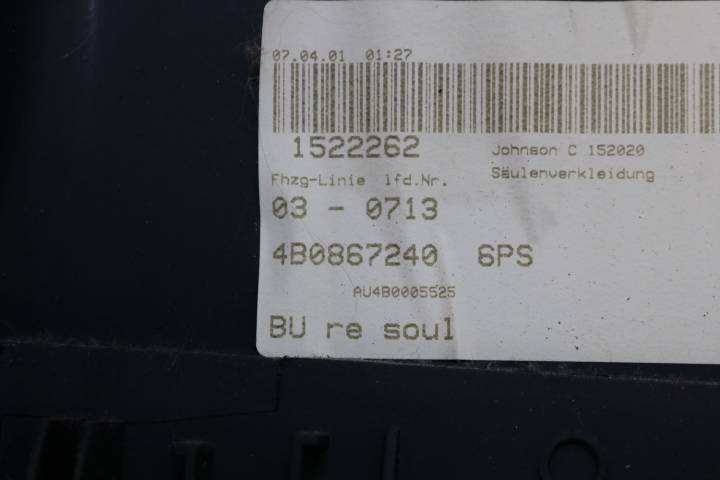 07.04.01 01:27
1522262
Johnson C 152020
Fhzg-Linie lfd.Nr.
Säulenverkleidung
03 - 0713
4B0867240 6PS
AU4B0005525
BU re soul